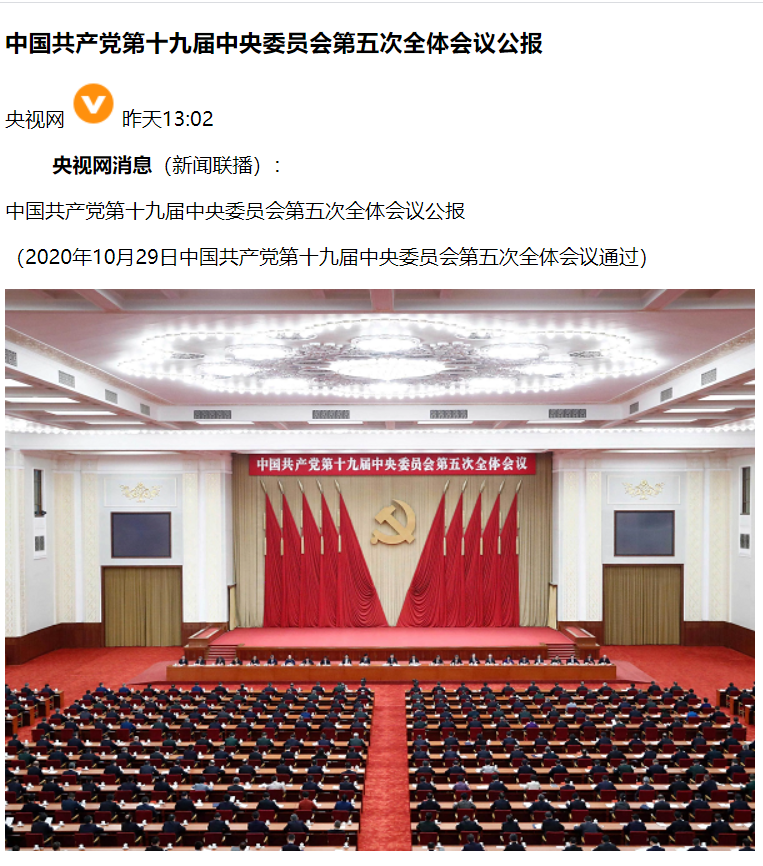 中国共产党第十九届中央委员会第五次全体会议公报
央视网 昨天13:02
央视网消息（新闻联播）：
中国共产党第十九届中央委员会第五次全体会议公报
（2020年10月29日中国共产党第十九届中央委员会第五次全体会议通过）
中国共产党第十九届中央委员会第五次全体会议